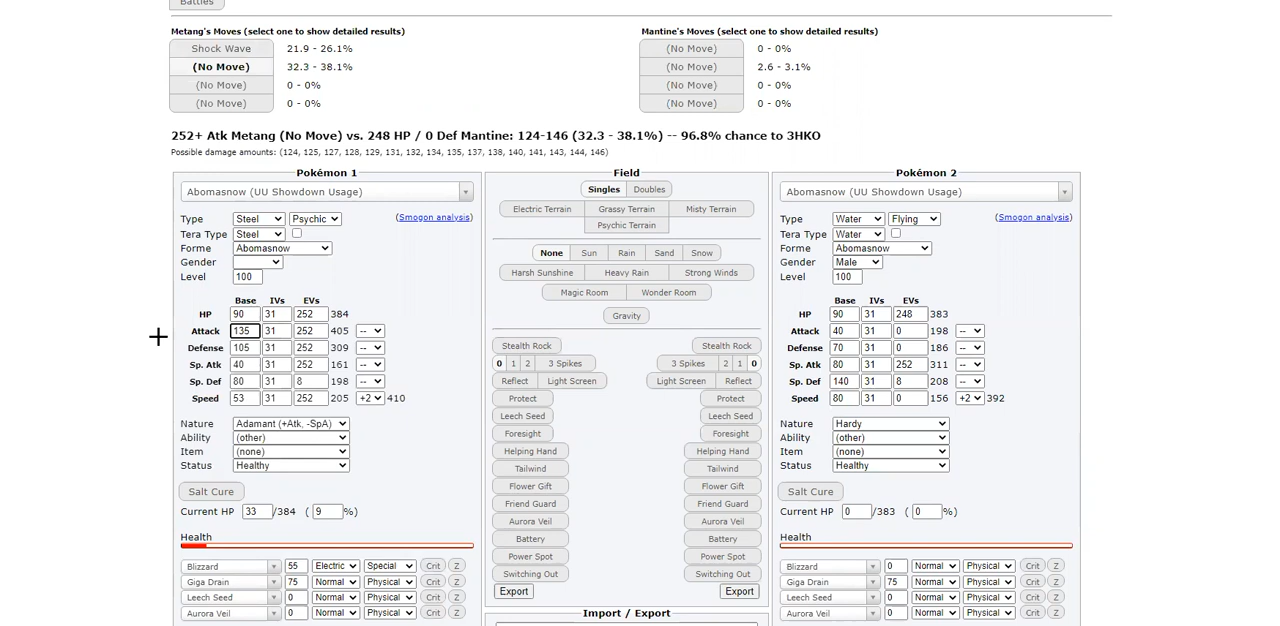 Battles
Metang's Moves (select one to show detailed results)
Mantine's Moves (select one to show detailed results)
Shock Wave 21.9 - 26.1%
(No Move) 0 - 0%
(No Move) 32.3 - 38.1%
(No Move) 2.6 - 3.1%
(No Move) 0 - 0%
(No Move) 0 - 0%
(No Move) 0 - 0%
(No Move) 0 - 0%
252+ Atk Metang (No Move) vs. 248 HP / 0 Def Mantine: 124-146 (32.3 - 38.1%) -- 96.8% chance to 3HKO
Possible damage amounts: (124, 125, 127, 128, 129, 131, 132, 134, 135, 137, 138, 140, 141, 143, 144, 146)
Pokémon 1
Abomasnow (UU Showdown Usage)
Type Steel Psychic (Smogon analysis)
Tera Type Steel
Forme Abomasnow
Gender
Level 100
Base IVs EVs
HP 90 31 252 384
Attack 135 31 252 405 --
Defense 105 31 252 309 --
Sp. Atk 40 31 252 161 --
Sp. Def 80 31 8 198 --
Speed 53 31 252 205 +2 410
Nature Adamant (+Atk, -SpA)
Ability (other)
Item (none)
Status Healthy
Salt Cure
Current HP 33 /384 ( 9 %)
Health
Blizzard 55 Electric Special Crit Z
Giga Drain 75 Normal Physical Crit Z
Leech Seed 0 Normal Physical Crit Z
Aurora Veil 0 Normal Physical Crit Z
Field
Singles Doubles
Electric Terrain Grassy Terrain Misty Terrain
Psychic Terrain
None Sun Rain Sand Snow
Harsh Sunshine Heavy Rain Strong Winds
Magic Room Wonder Room
Gravity
Stealth Rock Stealth Rock
0 1 2 3 Spikes 3 Spikes 2 1 0
Reflect Light Screen Light Screen Reflect
Protect Protect
Leech Seed Leech Seed
Foresight Foresight
Helping Hand Helping Hand
Tailwind Tailwind
Flower Gift Flower Gift
Friend Guard Friend Guard
Aurora Veil Aurora Veil
Battery Battery
Power Spot Power Spot
Switching Out Switching Out
Export Export
Import / Export
Pokémon 2
Abomasnow (UU Showdown Usage)
Type Water Flying (Smogon analysis)
Tera Type Water
Forme Abomasnow
Gender Male
Level 100
Base IVs EVs
HP 90 31 248 383
Attack 40 31 0 198 --
Defense 70 31 0 186 --
Sp. Atk 80 31 252 311 --
Sp. Def 140 31 8 208 --
Speed 80 31 0 156 +2 392
Nature Hardy
Ability (other)
Item (none)
Status Healthy
Salt Cure
Current HP 0 /383 ( 0 %)
Health
Blizzard 0 Normal Physical Crit Z
Giga Drain 75 Normal Physical Crit Z
Leech Seed 0 Normal Physical Crit Z
Aurora Veil 0 Normal Physical Crit Z